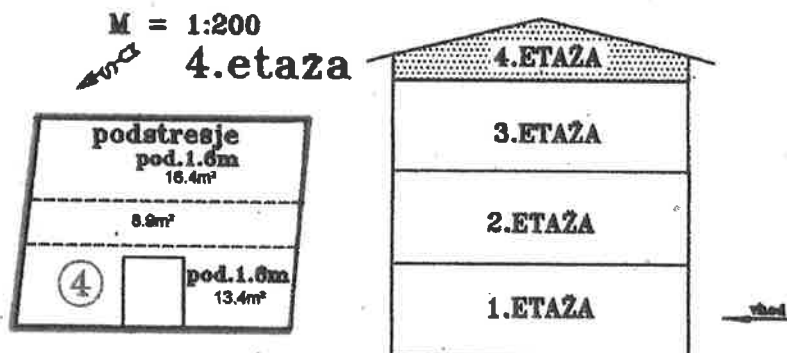 M = 1:200
4.etaža
podstresje
pod.1.6m
16.4m²
8.9m²
4
pod.1.6m
13.4m²
4.ETAŽA
3.ETAŽA
2.ETAŽA
1.ETAŽA
vhod